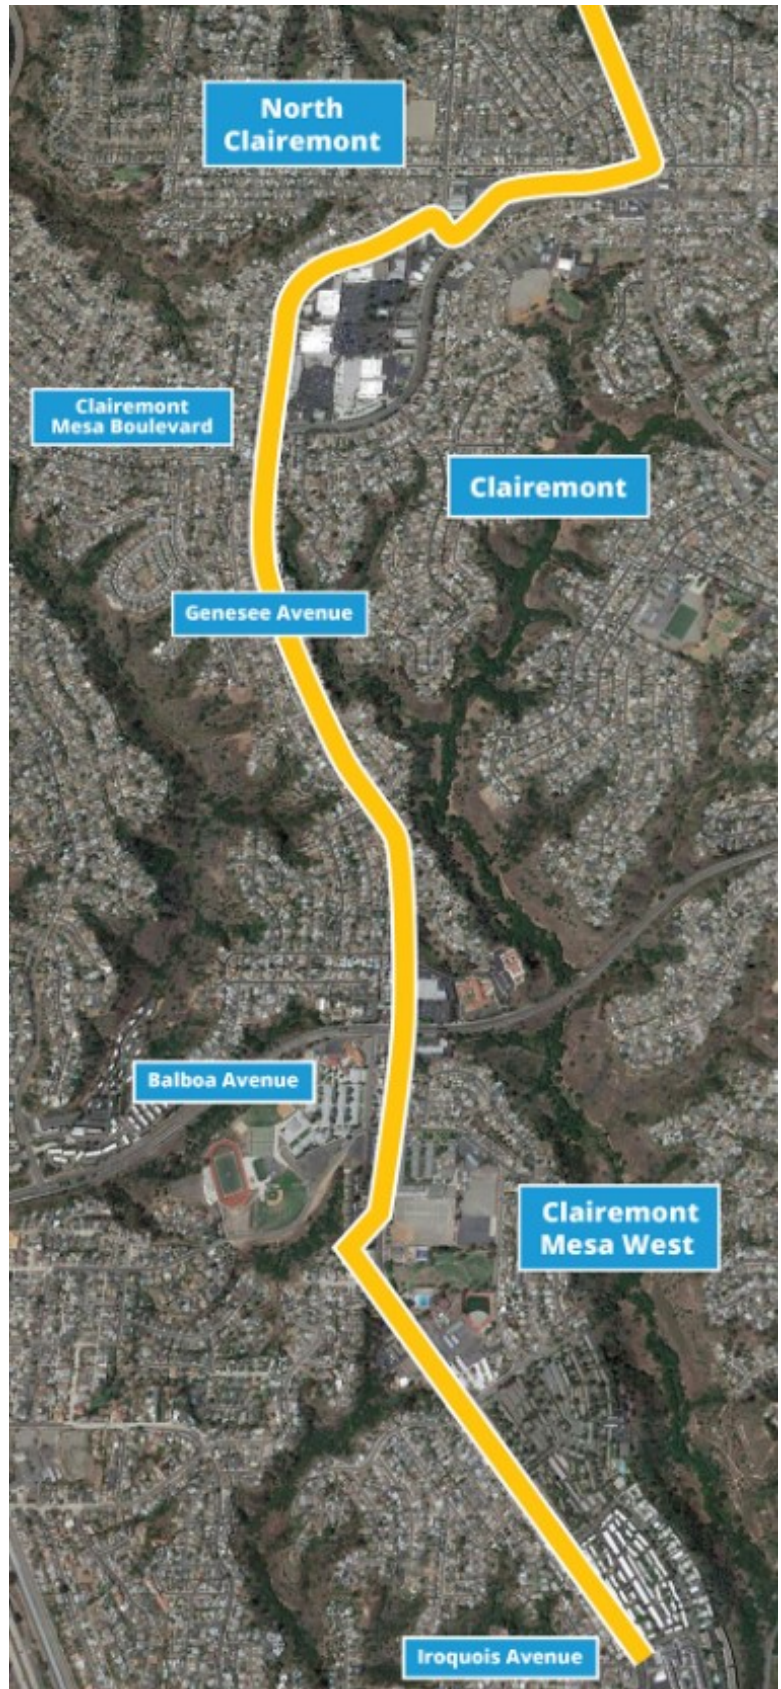 North
Clairemont
Clairemont
Mesa Boulevard
Clairemont
Genesee Avenue
Balboa Avenue
Clairemont
Mesa West
Iroquois Avenue